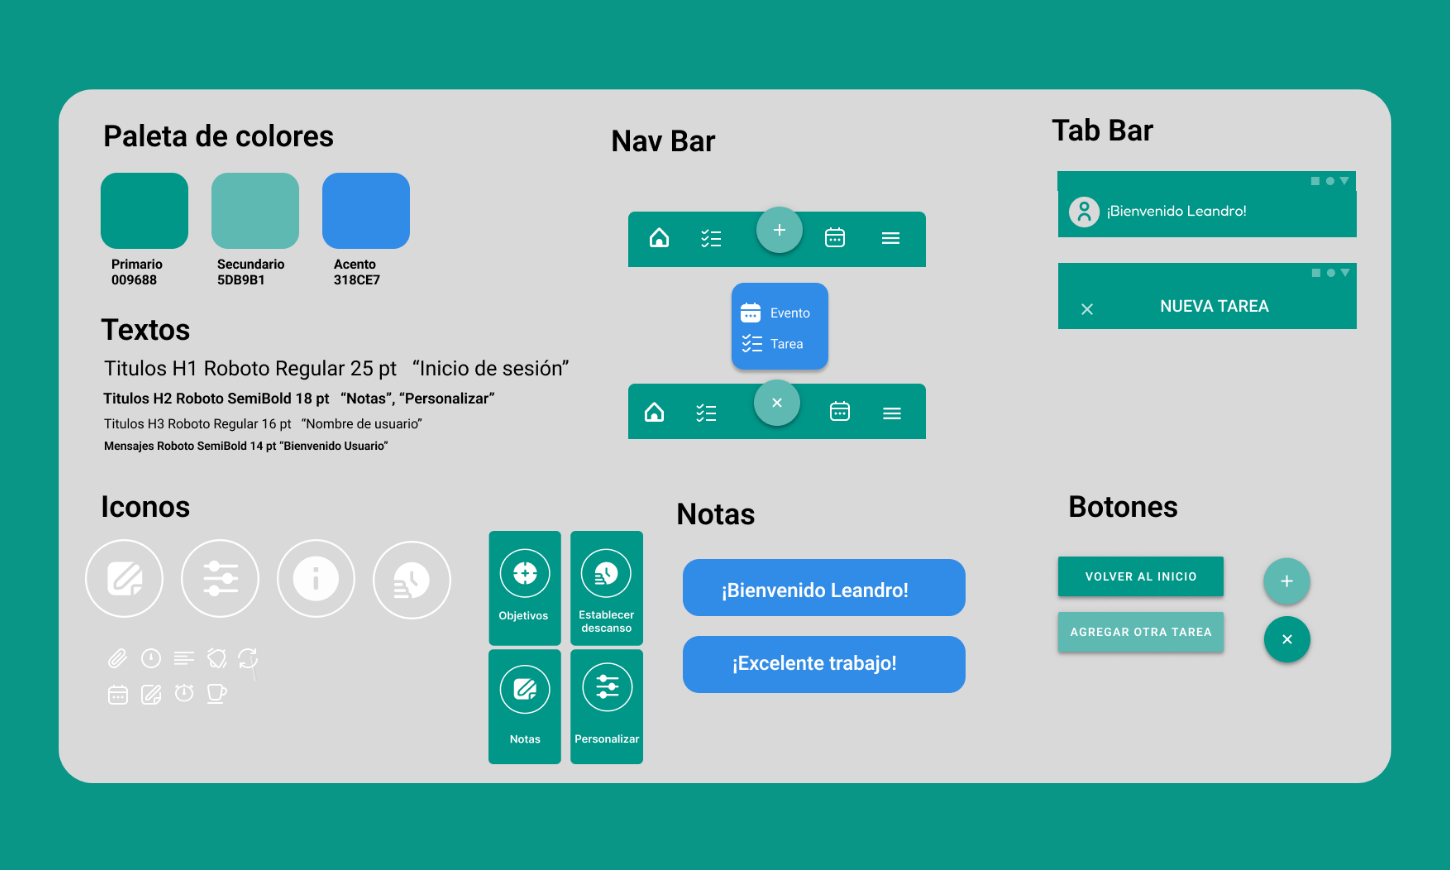 Paleta de colores
Primario
009688
Secundario
5DB9B1
Acento
318CE7
Textos
Titulos H1 Roboto Regular 25 pt “Inicio de sesión”
Titulos H2 Roboto SemiBold 18 pt “Notas”, “Personalizar”
Titulos H3 Roboto Regular 16 pt “Nombre de usuario”
Mensajes Roboto SemiBold 14 pt “Bienvenido Usuario”
Iconos
Objetivos
Establecer
descanso
Notas
Personalizar
Nav Bar
Evento
Tarea
Notas
¡Bienvenido Leandro!
¡Excelente trabajo!
Tab Bar
¡Bienvenido Leandro!
NUEVA TAREA
Botones
VOLVER AL INICIO
AGREGAR OTRA TAREA